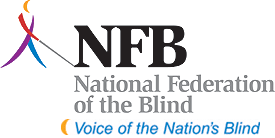 NFB
National Federation
of the Blind
Voice of the Nation's Blind